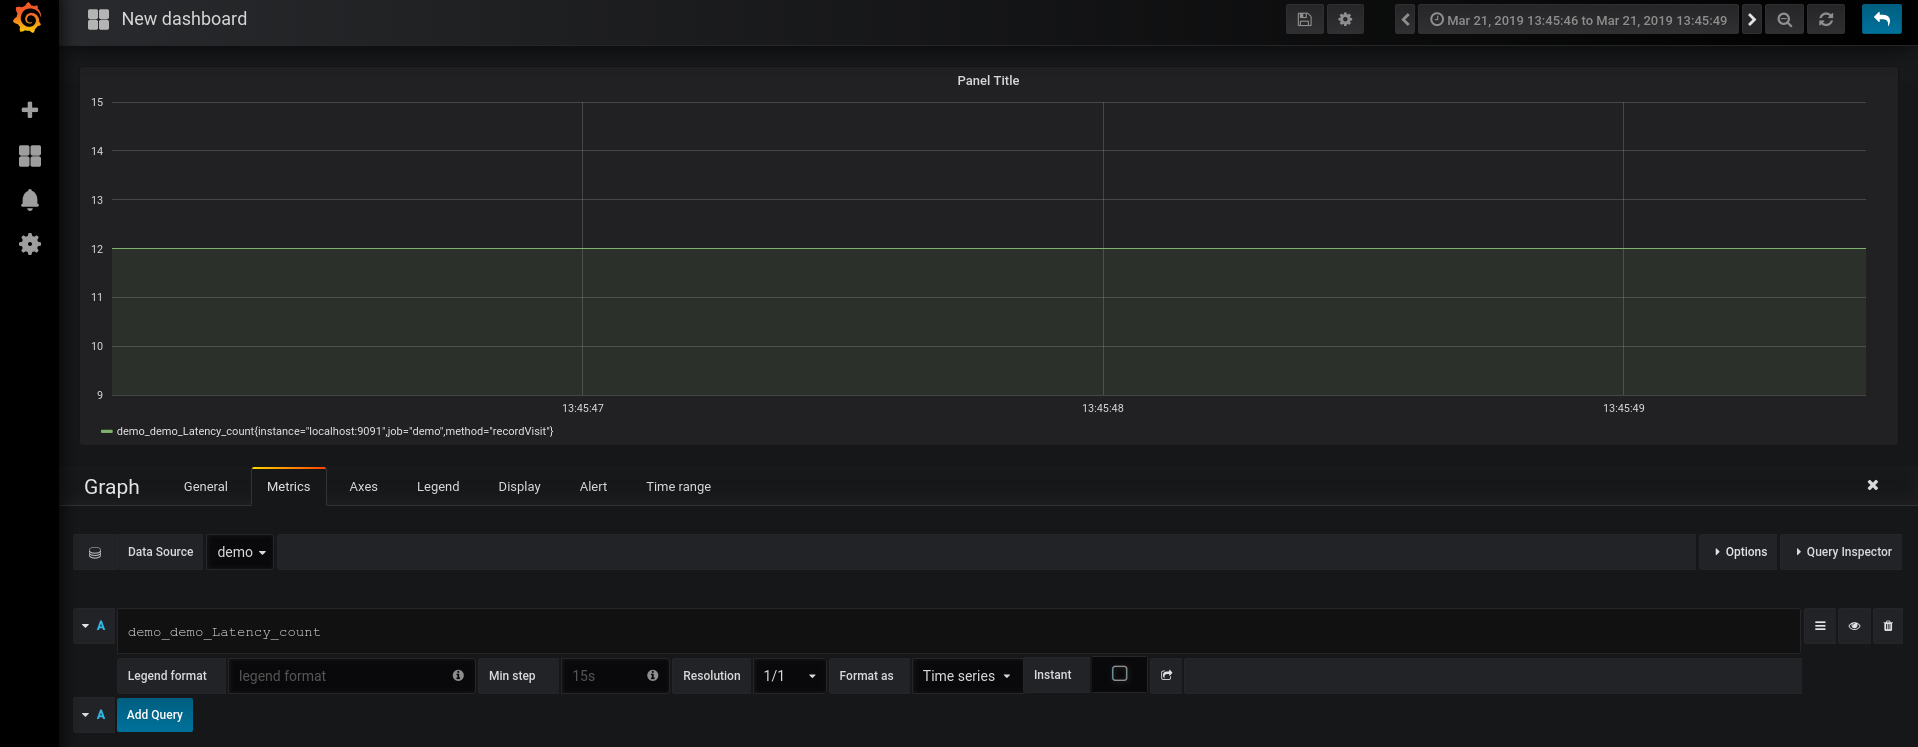 New dashboard
Mar 21, 2019 13:45:46 to Mar 21, 2019 13:45:49
Panel Title
15
14
13
12
11
10
9
13:45:47 13:45:48 13:45:49
demo_demo_Latency_count{instance="localhost:9091",job="demo",method="recordVisit"}
Graph General Metrics Axes Legend Display Alert Time range
Data Source demo Options Query Inspector
A demo_demo_Latency_count
Legend format legend format Min step 15s Resolution 1/1 Format as Time series Instant
A Add Query